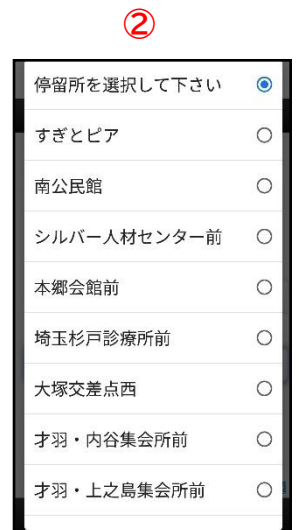 ②
停留所を選択して下さい
すぎとピア
南公民館
シルバー人材センター前
本郷会館前
埼玉杉戸診療所前
大塚交差点西
才羽・内谷集会所前
才羽・上之島集会所前